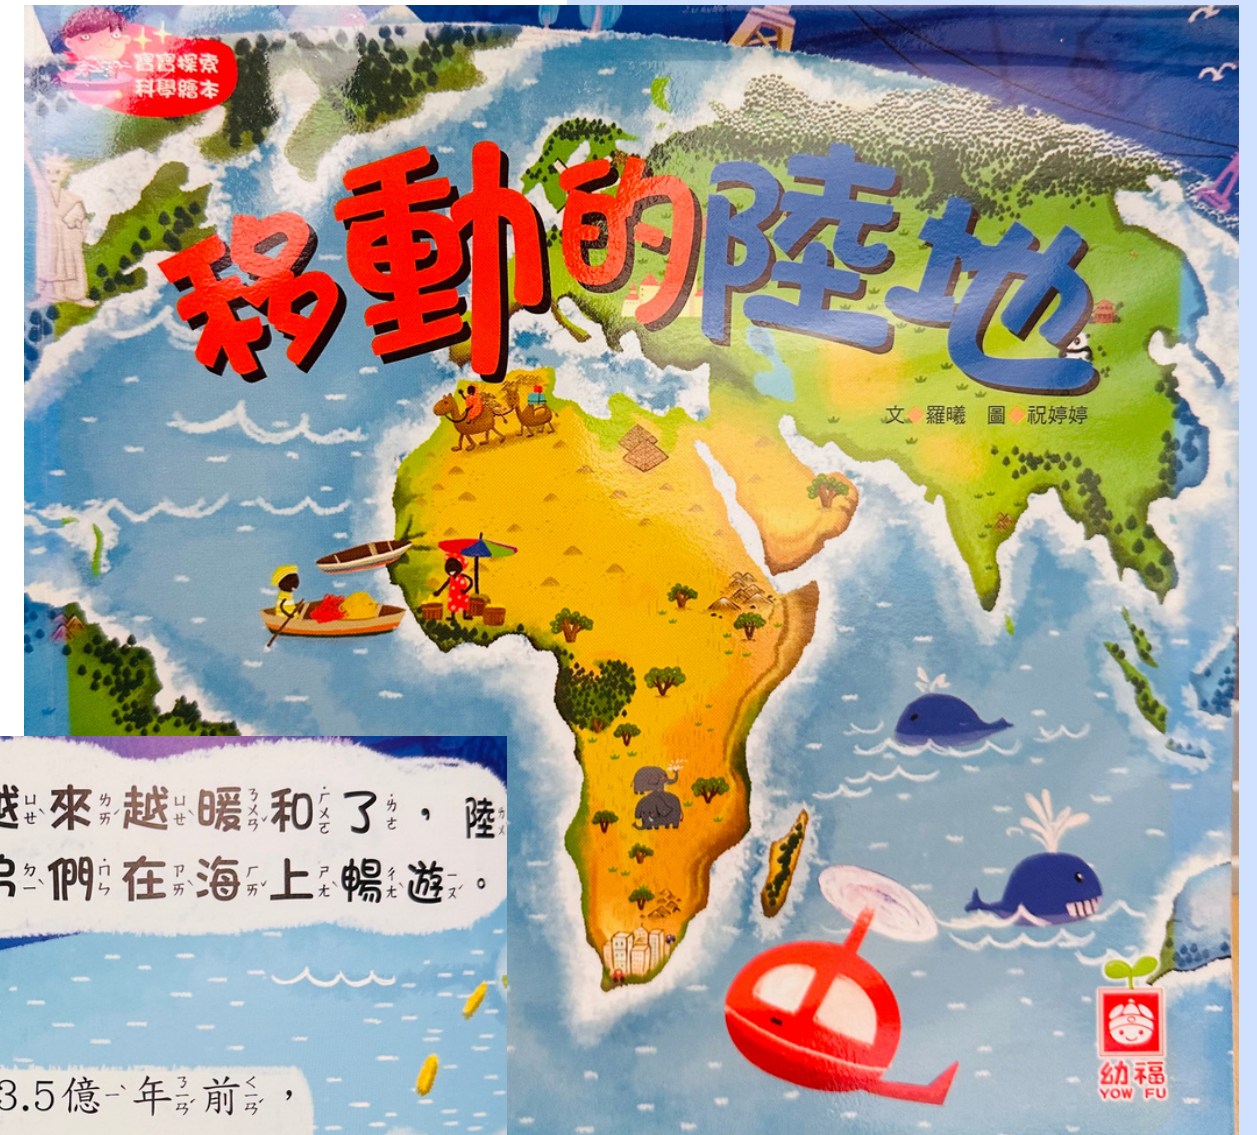 寶寶探索
科學繪本
移動的陸地
文 羅曦 圖 祝婷婷
越來越暖和了，陸
們在海上暢遊。
3.5億年前，
幼福
YOW FU